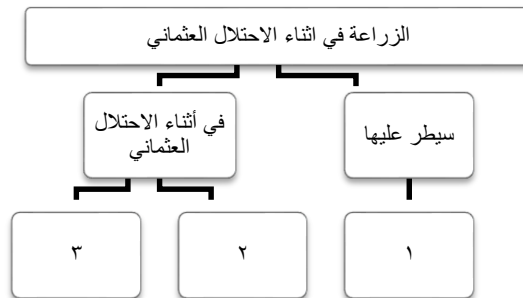 الزراعة في اثناء الاحتلال العثماني
سيطر عليها
في أثناء الاحتلال
العثماني
١
٢
٣